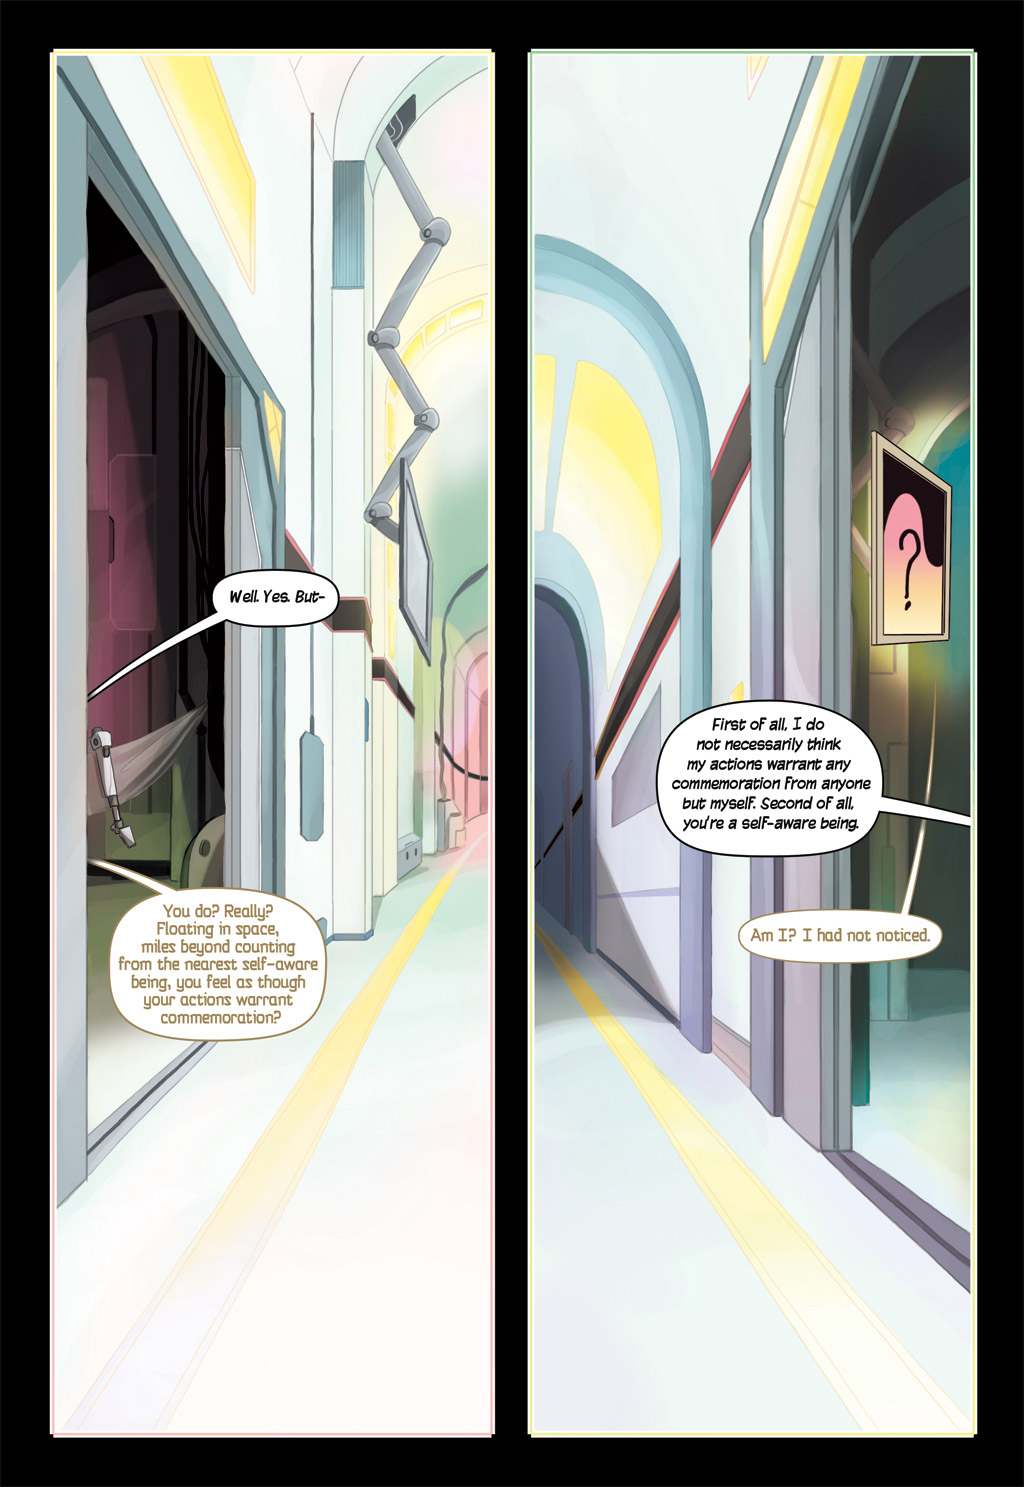 Well. Yes. But-
You do? Really?
Floating in space,
miles beyond counting
from the nearest self-aware
being, you feel as though
your actions warrant
commemoration?
?
First of all, I do
not necessarily think
my actions warrant any
commemoration from anyone
but myself. Second of all,
you're a self-aware being.
Am I? I had not noticed.